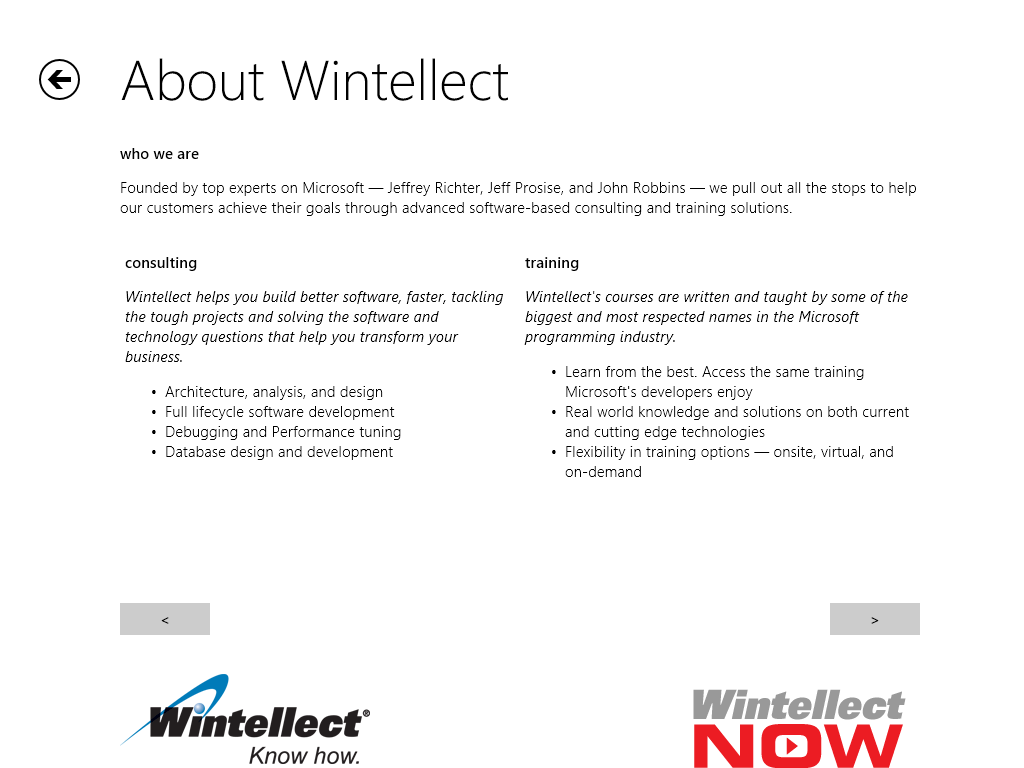 About Wintellect
who we are
Founded by top experts on Microsoft — Jeffrey Richter, Jeff Prosise, and John Robbins — we pull out all the stops to help
our customers achieve their goals through advanced software-based consulting and training solutions.
consulting
Wintellect helps you build better software, faster, tackling
the tough projects and solving the software and
technology questions that help you transform your
business.
• Architecture, analysis, and design
• Full lifecycle software development
• Debugging and Performance tuning
• Database design and development
training
Wintellect's courses are written and taught by some of the
biggest and most respected names in the Microsoft
programming industry.
• Learn from the best. Access the same training
Microsoft's developers enjoy
• Real world knowledge and solutions on both current
and cutting edge technologies
• Flexibility in training options — onsite, virtual, and
on-demand
<
>
Wintellect®
Know how.
Wintellect
NOW